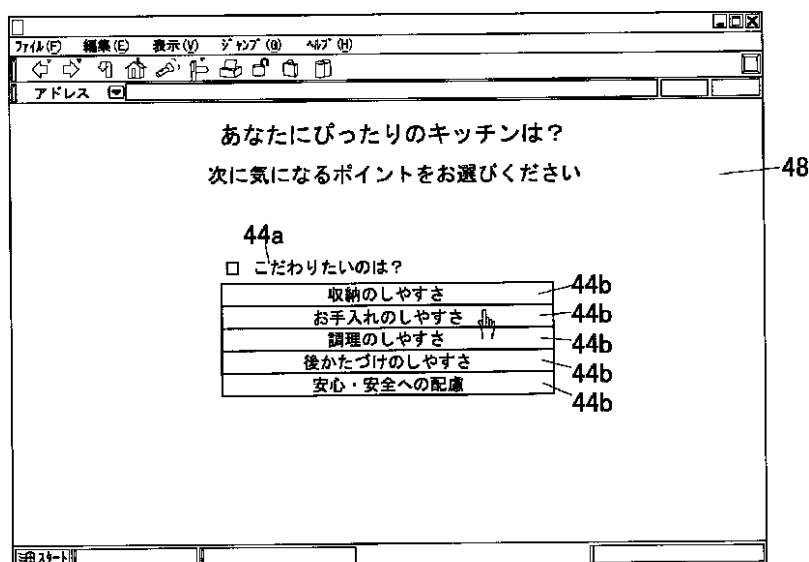 ファイル(F) 編集(E) 表示(V) ジャンプ(G) ヘルプ(H)
アドレス
あなたにぴったりのキッチンは？
次に気になるポイントをお選びください
48
44a
□ こだわりたいのは？
収納のしやすさ 44b
お手入れのしやすさ 44b
調理のしやすさ 44b
後かたづけのしやすさ 44b
安心・安全への配慮 44b
スタート